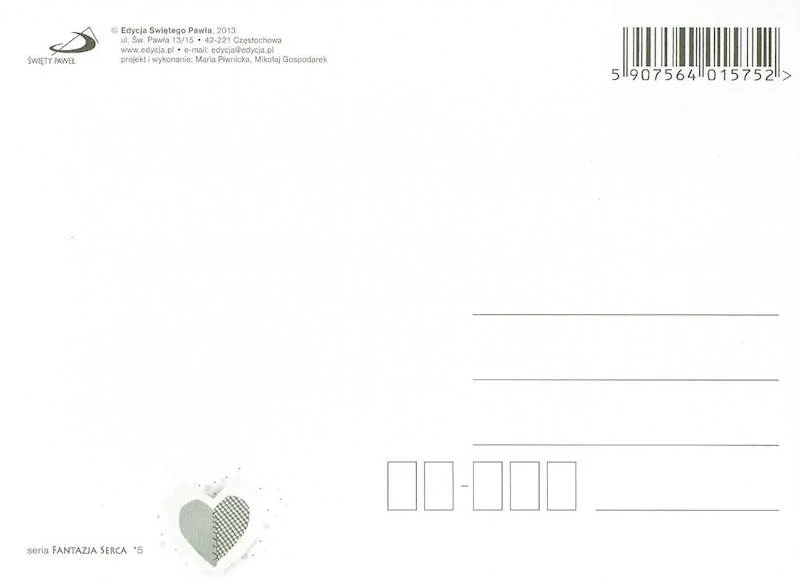 ŚWIĘTY PAWEŁ
© Edycja Świętego Pawła, 2013
ul. Św. Pawła 13/15 • 42-221 Częstochowa
www.edycja.pl • e-mail: edycja@edycja.pl
projekt i wykonanie: Maria Piwnicka, Mikołaj Gospodarek
5 907564 015752 >
–
seria FANTAZJA SERCA *5